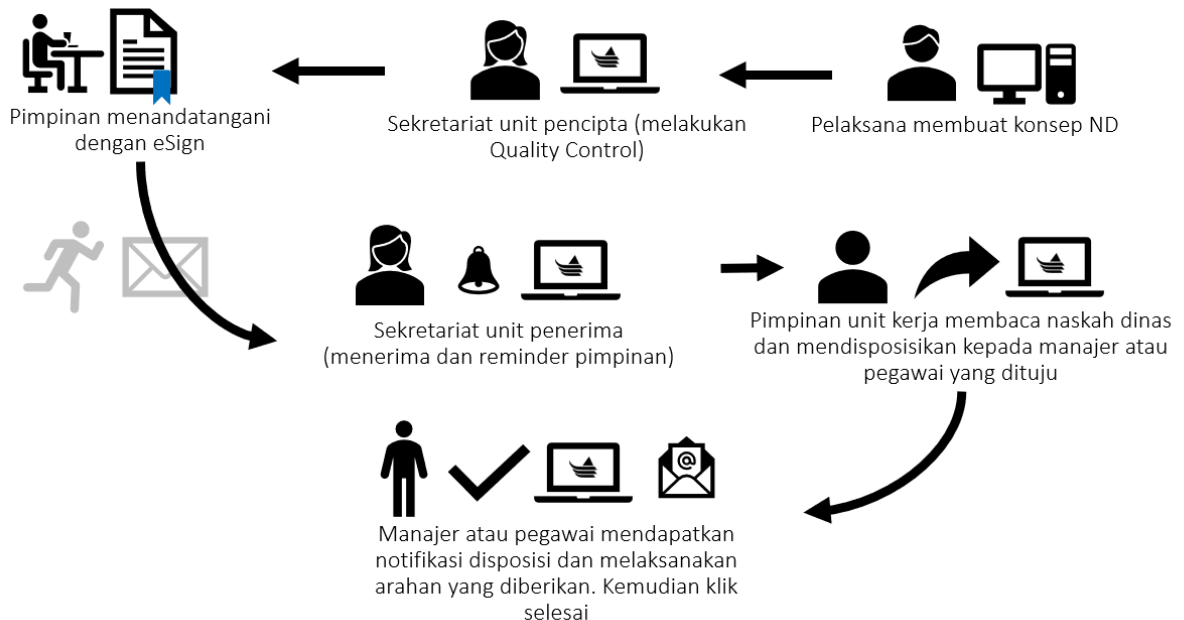 Pimpinan menandatangani
dengan eSign
Sekretariat unit pencipta (melakukan
Quality Control)
Pelaksana membuat konsep ND
Sekretariat unit penerima
(menerima dan reminder pimpinan)
Pimpinan unit kerja membaca naskah dinas
dan mendisposisikan kepada manajer atau
pegawai yang dituju
@
Manajer atau pegawai mendapatkan
notifikasi disposisi dan melaksanakan
arahan yang diberikan. Kemudian klik
selesai